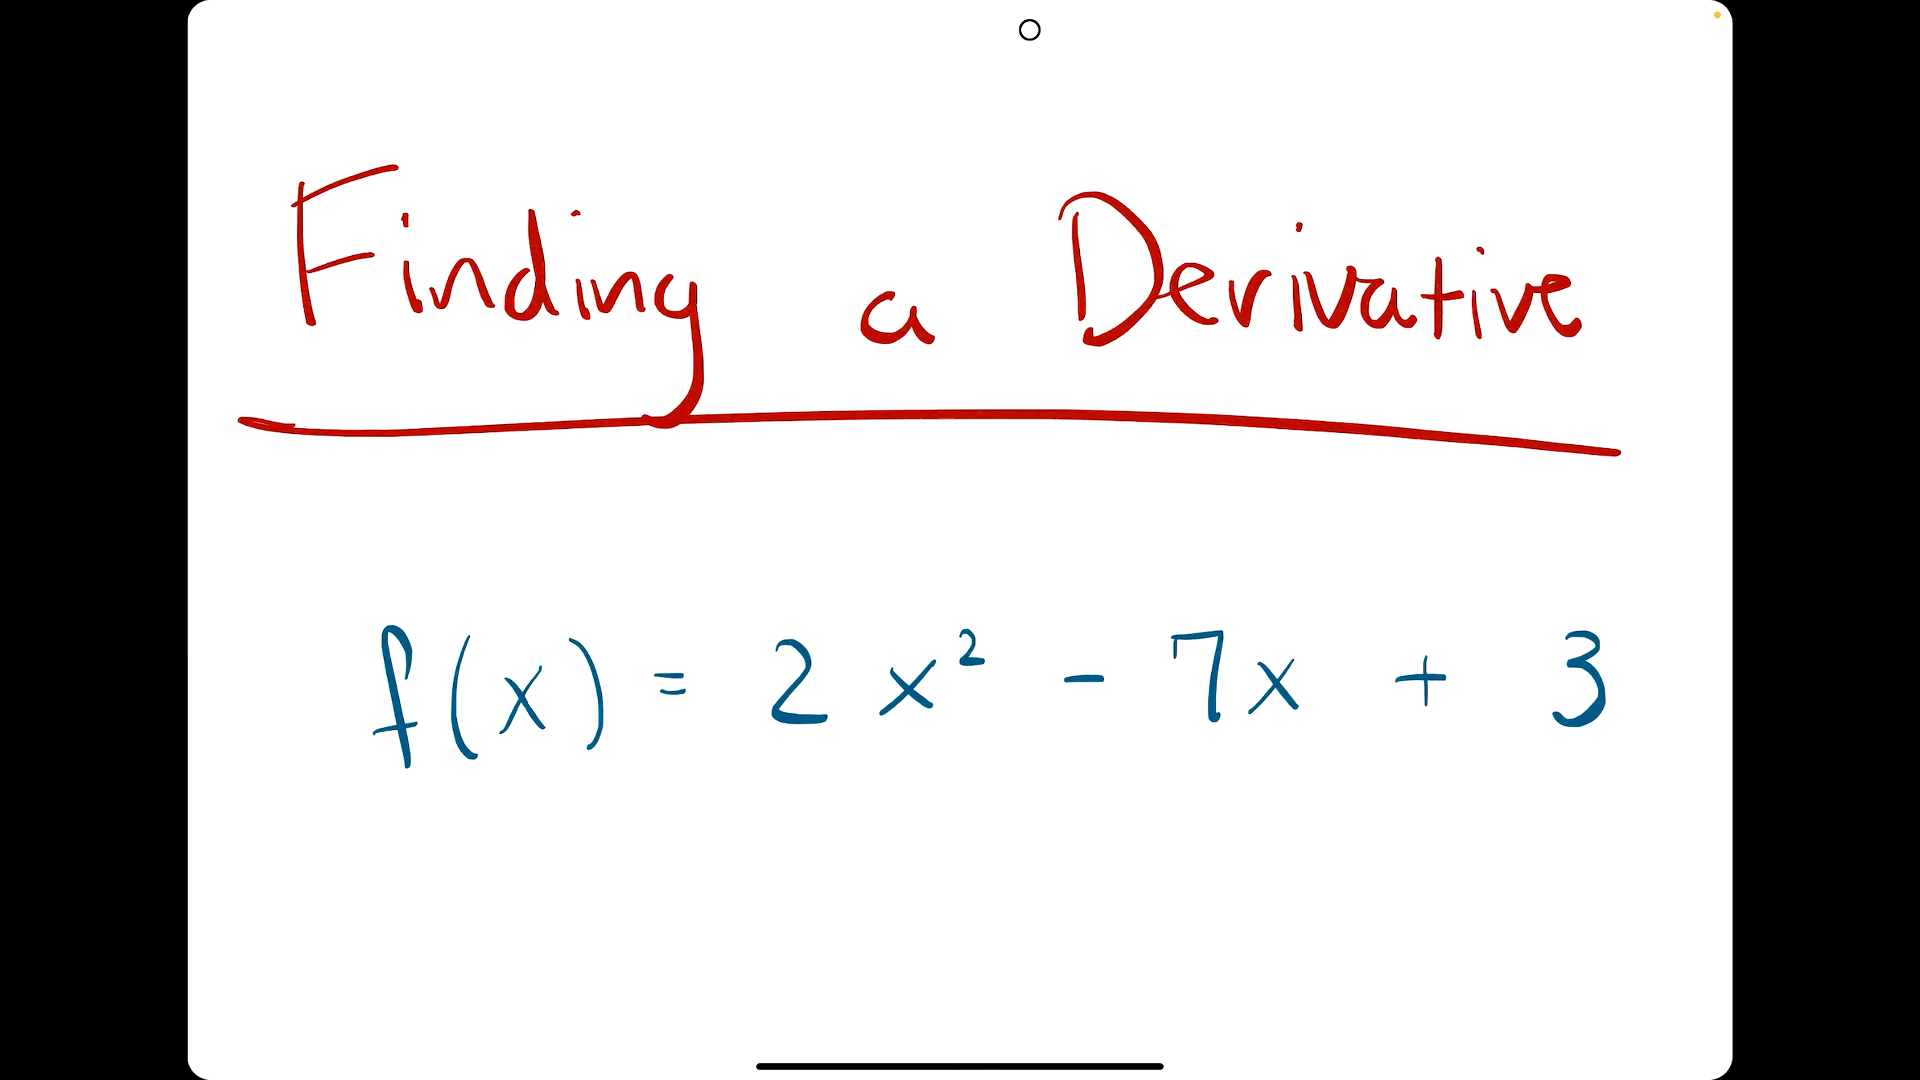 Finding a Derivative
f(x) = 2x² - 7x + 3